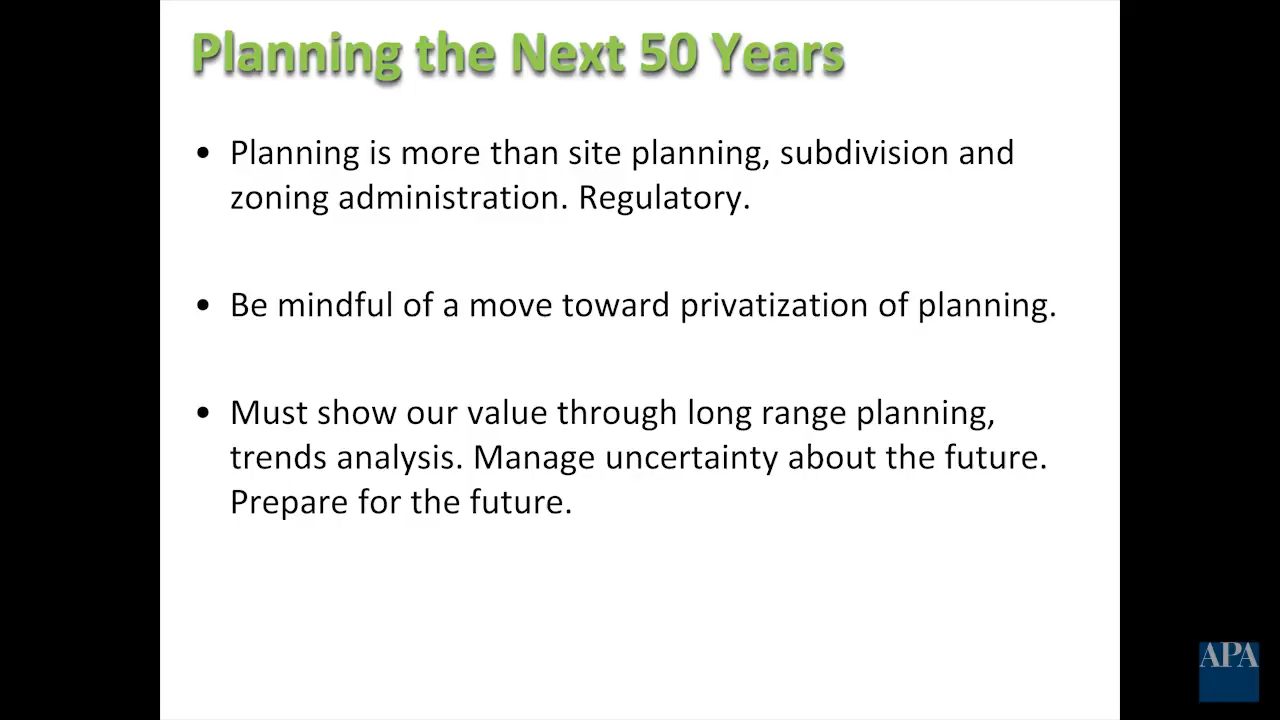 Planning the Next 50 Years
• Planning is more than site planning, subdivision and
zoning administration. Regulatory.
• Be mindful of a move toward privatization of planning.
• Must show our value through long range planning,
trends analysis. Manage uncertainty about the future.
Prepare for the future.
APA